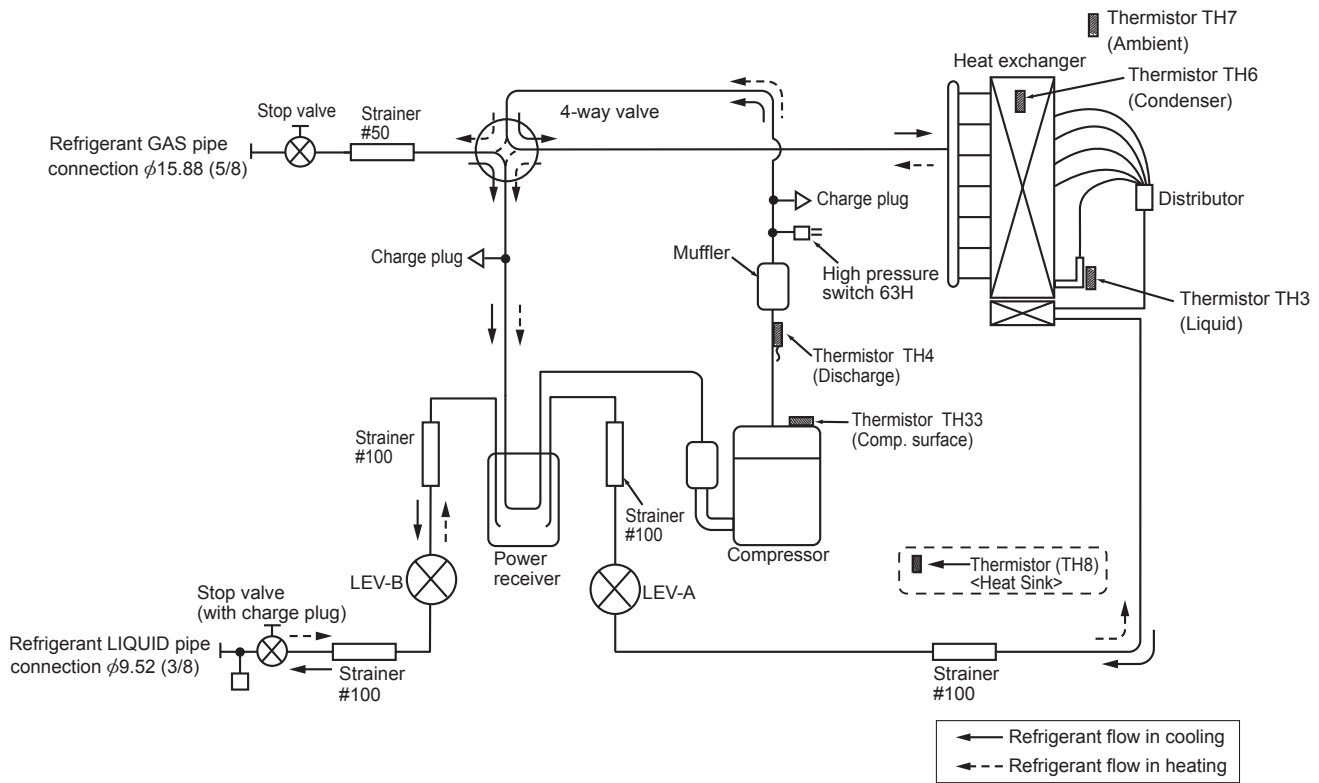 Thermistor TH7
(Ambient)
Heat exchanger
Thermistor TH6
(Condenser)
Stop valve
Strainer
#50
4-way valve
Refrigerant GAS pipe
connection ϕ15.88 (5/8)
Charge plug
Distributor
Charge plug
Muffler
High pressure
switch 63H
Thermistor TH3
(Liquid)
Thermistor TH4
(Discharge)
Thermistor TH33
(Comp. surface)
Strainer
#100
Strainer
#100
Compressor
Power
receiver
LEV-B
LEV-A
Thermistor (TH8)
<Heat Sink>
Stop valve
(with charge plug)
Refrigerant LIQUID pipe
connection ϕ9.52 (3/8)
Strainer
#100
Strainer
#100
Refrigerant flow in cooling
Refrigerant flow in heating